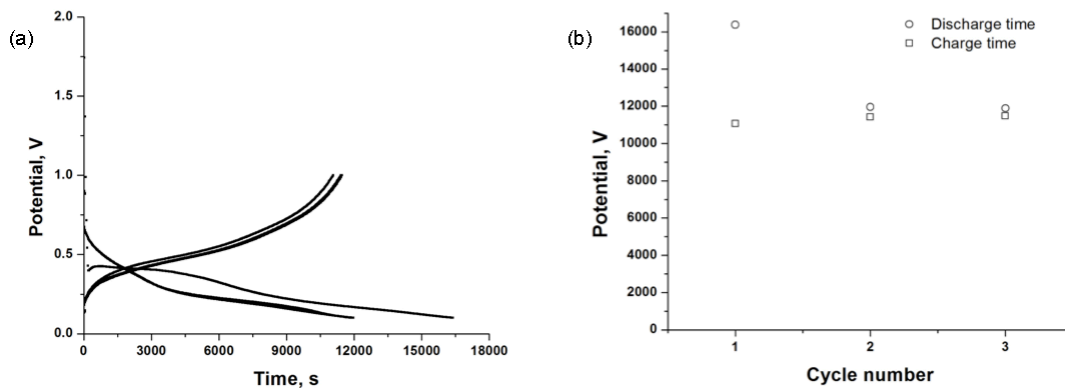 (a)
2.0
1.5
1.0
0.5
0.0
Potential, V
0 3000 6000 9000 12000 15000 18000
Time, s
(b)
Discharge time
Charge time
16000
14000
12000
10000
8000
6000
4000
2000
0
Potential, V
1 2 3
Cycle number